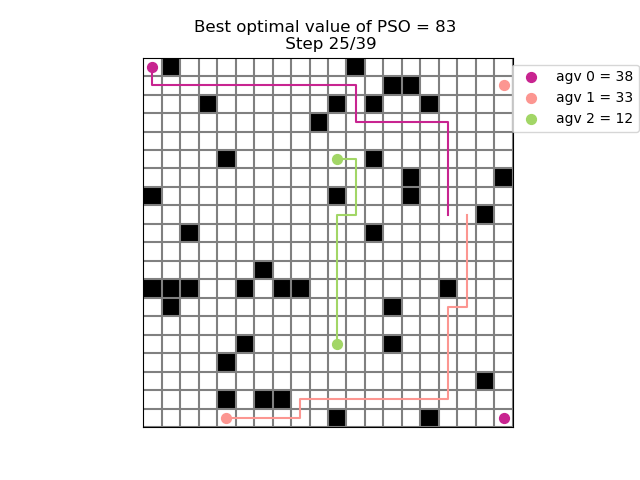 Best optimal value of PSO = 83
Step 25/39
agv 0 = 38
agv 1 = 33
agv 2 = 12